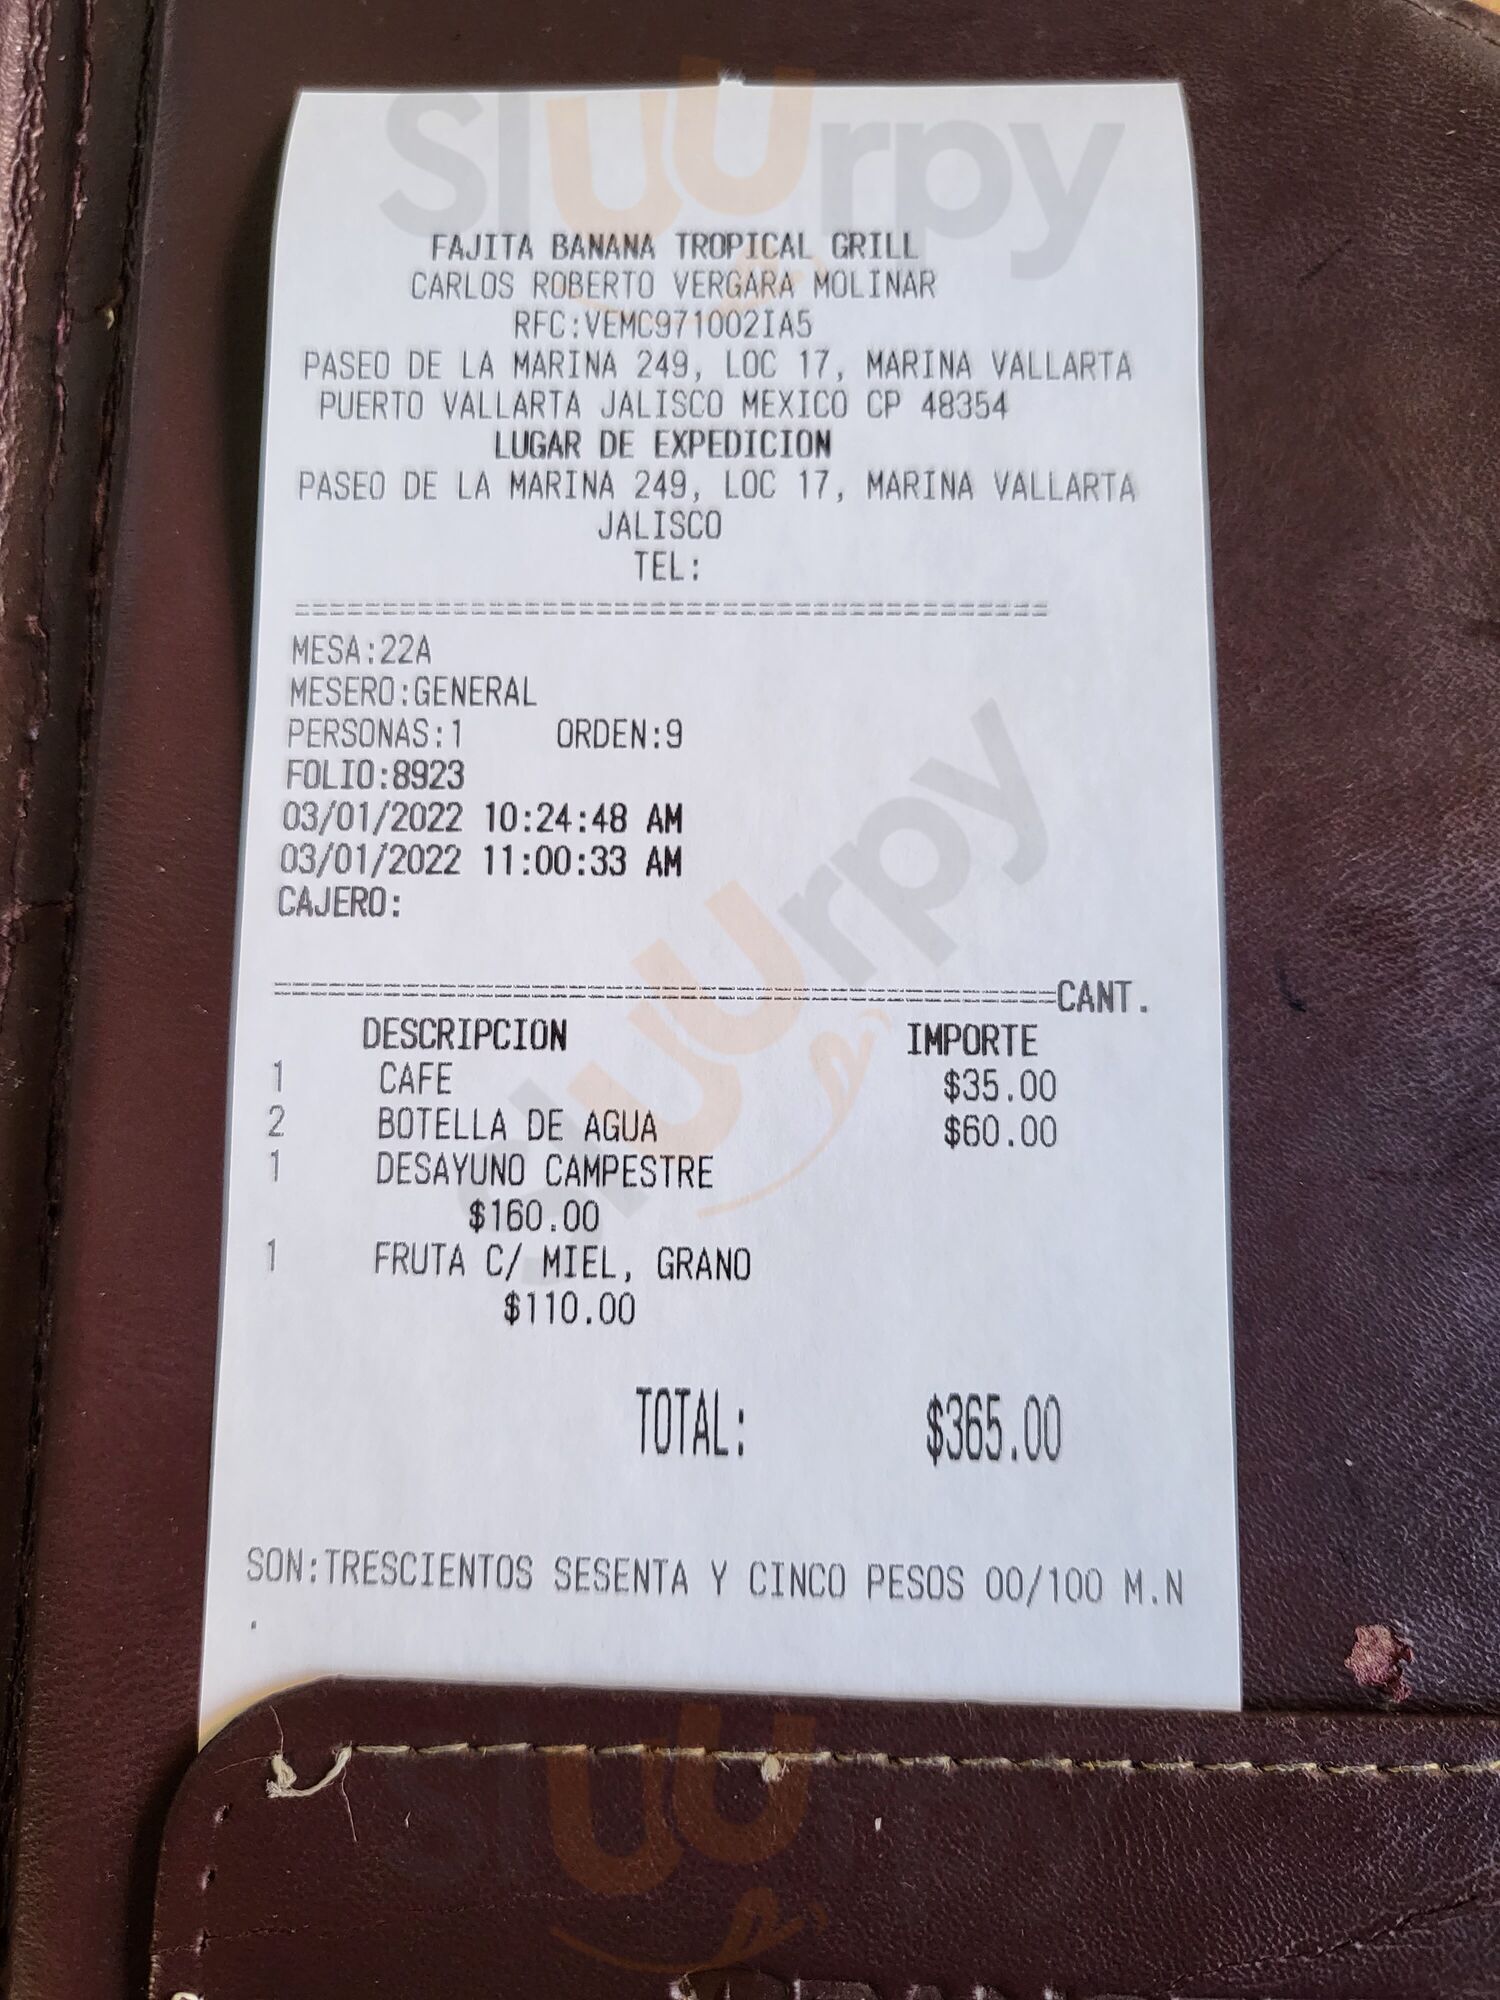 sluurpy
FAJITA BANANA TROPICAL GRILL
CARLOS ROBERTO VERGARA MOLINAR
RFC:VEMC971002IA5
PASEO DE LA MARINA 249, LOC 17, MARINA VALLARTA
PUERTO VALLARTA JALISCO MEXICO CP 48354
LUGAR DE EXPEDICION
PASEO DE LA MARINA 249, LOC 17, MARINA VALLARTA
JALISCO
TEL:
===========================================
MESA:22A
MESERO:GENERAL
PERSONAS:1 ORDEN:9
FOLIO:8923
03/01/2022 10:24:48 AM
03/01/2022 11:00:33 AM
CAJERO:
sluurpy
===========================================CANT.
DESCRIPCION IMPORTE
1 CAFE $35.00
2 BOTELLA DE AGUA $60.00
1 DESAYUNO CAMPESTRE
$160.00
1 FRUTA C/ MIEL, GRANO
$110.00
TOTAL: $365.00
SON:TRESCIENTOS SESENTA Y CINCO PESOS 00/100 M.N
.
sluurpy